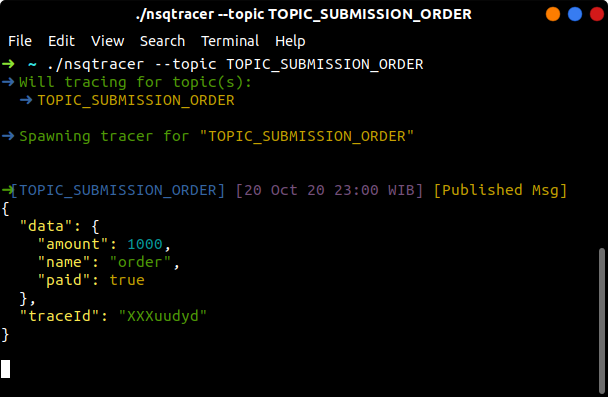 ./nsqtracer --topic TOPIC_SUBMISSION_ORDER
File Edit View Search Terminal Help
➜ ~ ./nsqtracer --topic TOPIC_SUBMISSION_ORDER
➜ Will tracing for topic(s):
➜ TOPIC_SUBMISSION_ORDER
➜ Spawning tracer for "TOPIC_SUBMISSION_ORDER"
➜[TOPIC_SUBMISSION_ORDER] [20 Oct 20 23:00 WIB] [Published Msg]
{
  "data": {
    "amount": 1000,
    "name": "order",
    "paid": true
  },
  "traceId": "XXXuudyd"
}